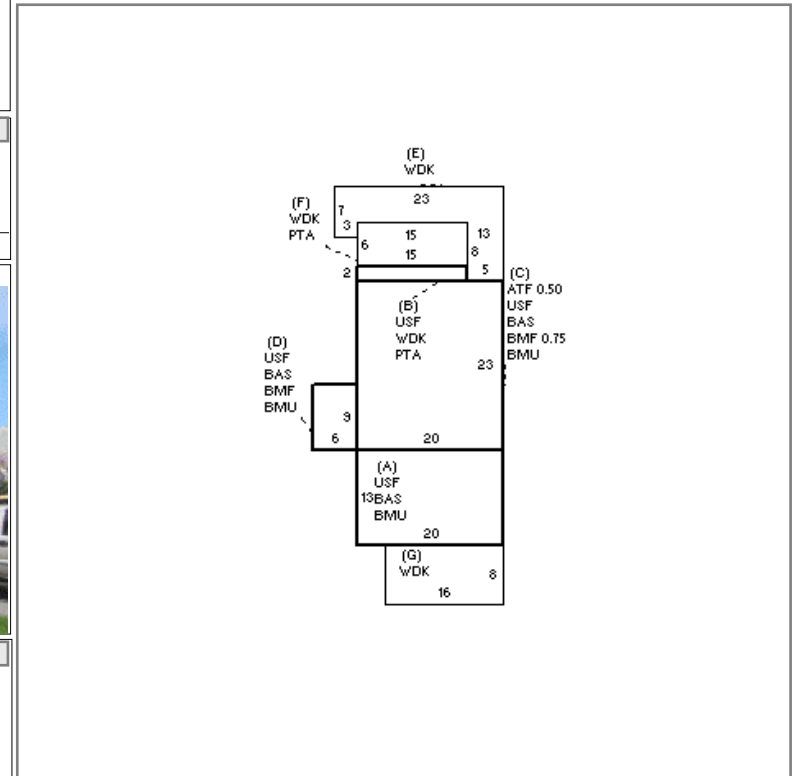 (E)
WDK
23
(F)
WDK
PTA
7
3
6
15
15
13
8
2
5
(C)
ATF 0.50
USF
BAS
BMF 0.75
BMU
(B)
USF
WDK
PTA
(D)
USF
BAS
BMF
BMU
23
9
6
20
(A)
USF
13BAS
BMU
20
(G)
WDK
8
16